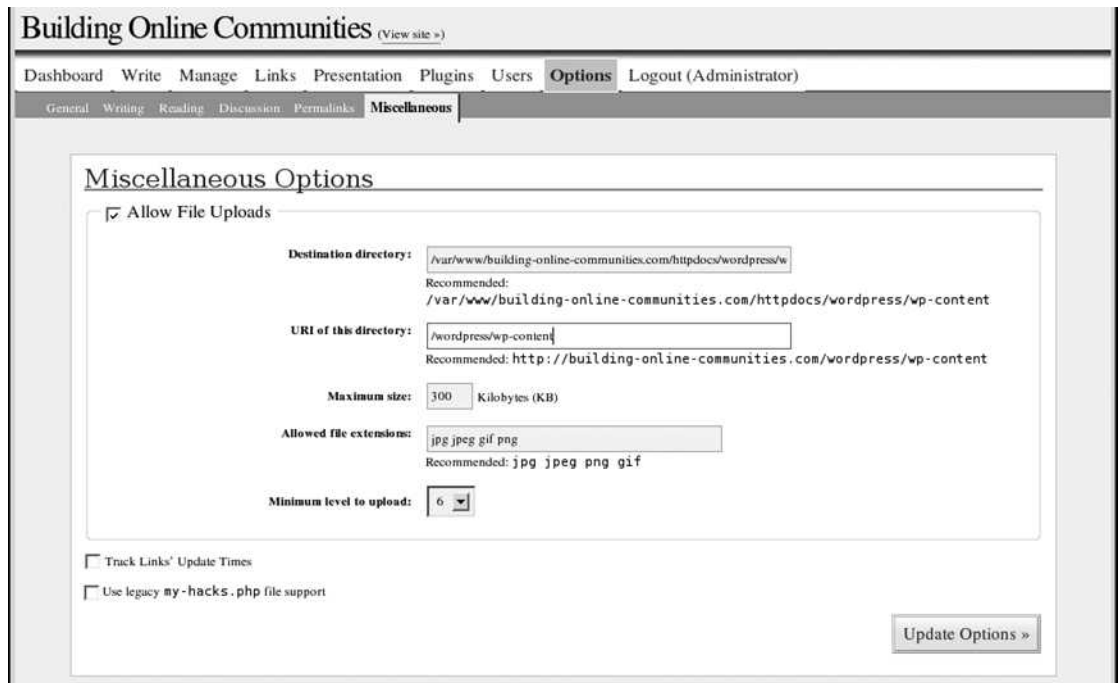 Building Online Communities (View site »)
Dashboard Write Manage Links Presentation Plugins Users Options Logout (Administrator)
General Writing Reading Discussion Permalinks Miscellaneous
Miscellaneous Options
Allow File Uploads
Destination directory: /var/www/building-online-communities.com/httpdocs/wordpress/w
Recommended:
/var/www/building-online-communities.com/httpdocs/wordpress/wp-content
URI of this directory: /wordpress/wp-content
Recommended: http://building-online-communities.com/wordpress/wp-content
Maximum size: 300 Kilobytes (KB)
Allowed file extensions: jpg jpeg gif png
Recommended: jpg jpeg png gif
Minimum level to upload: 6
Track Links' Update Times
Use legacy my-hacks.php file support
Update Options »